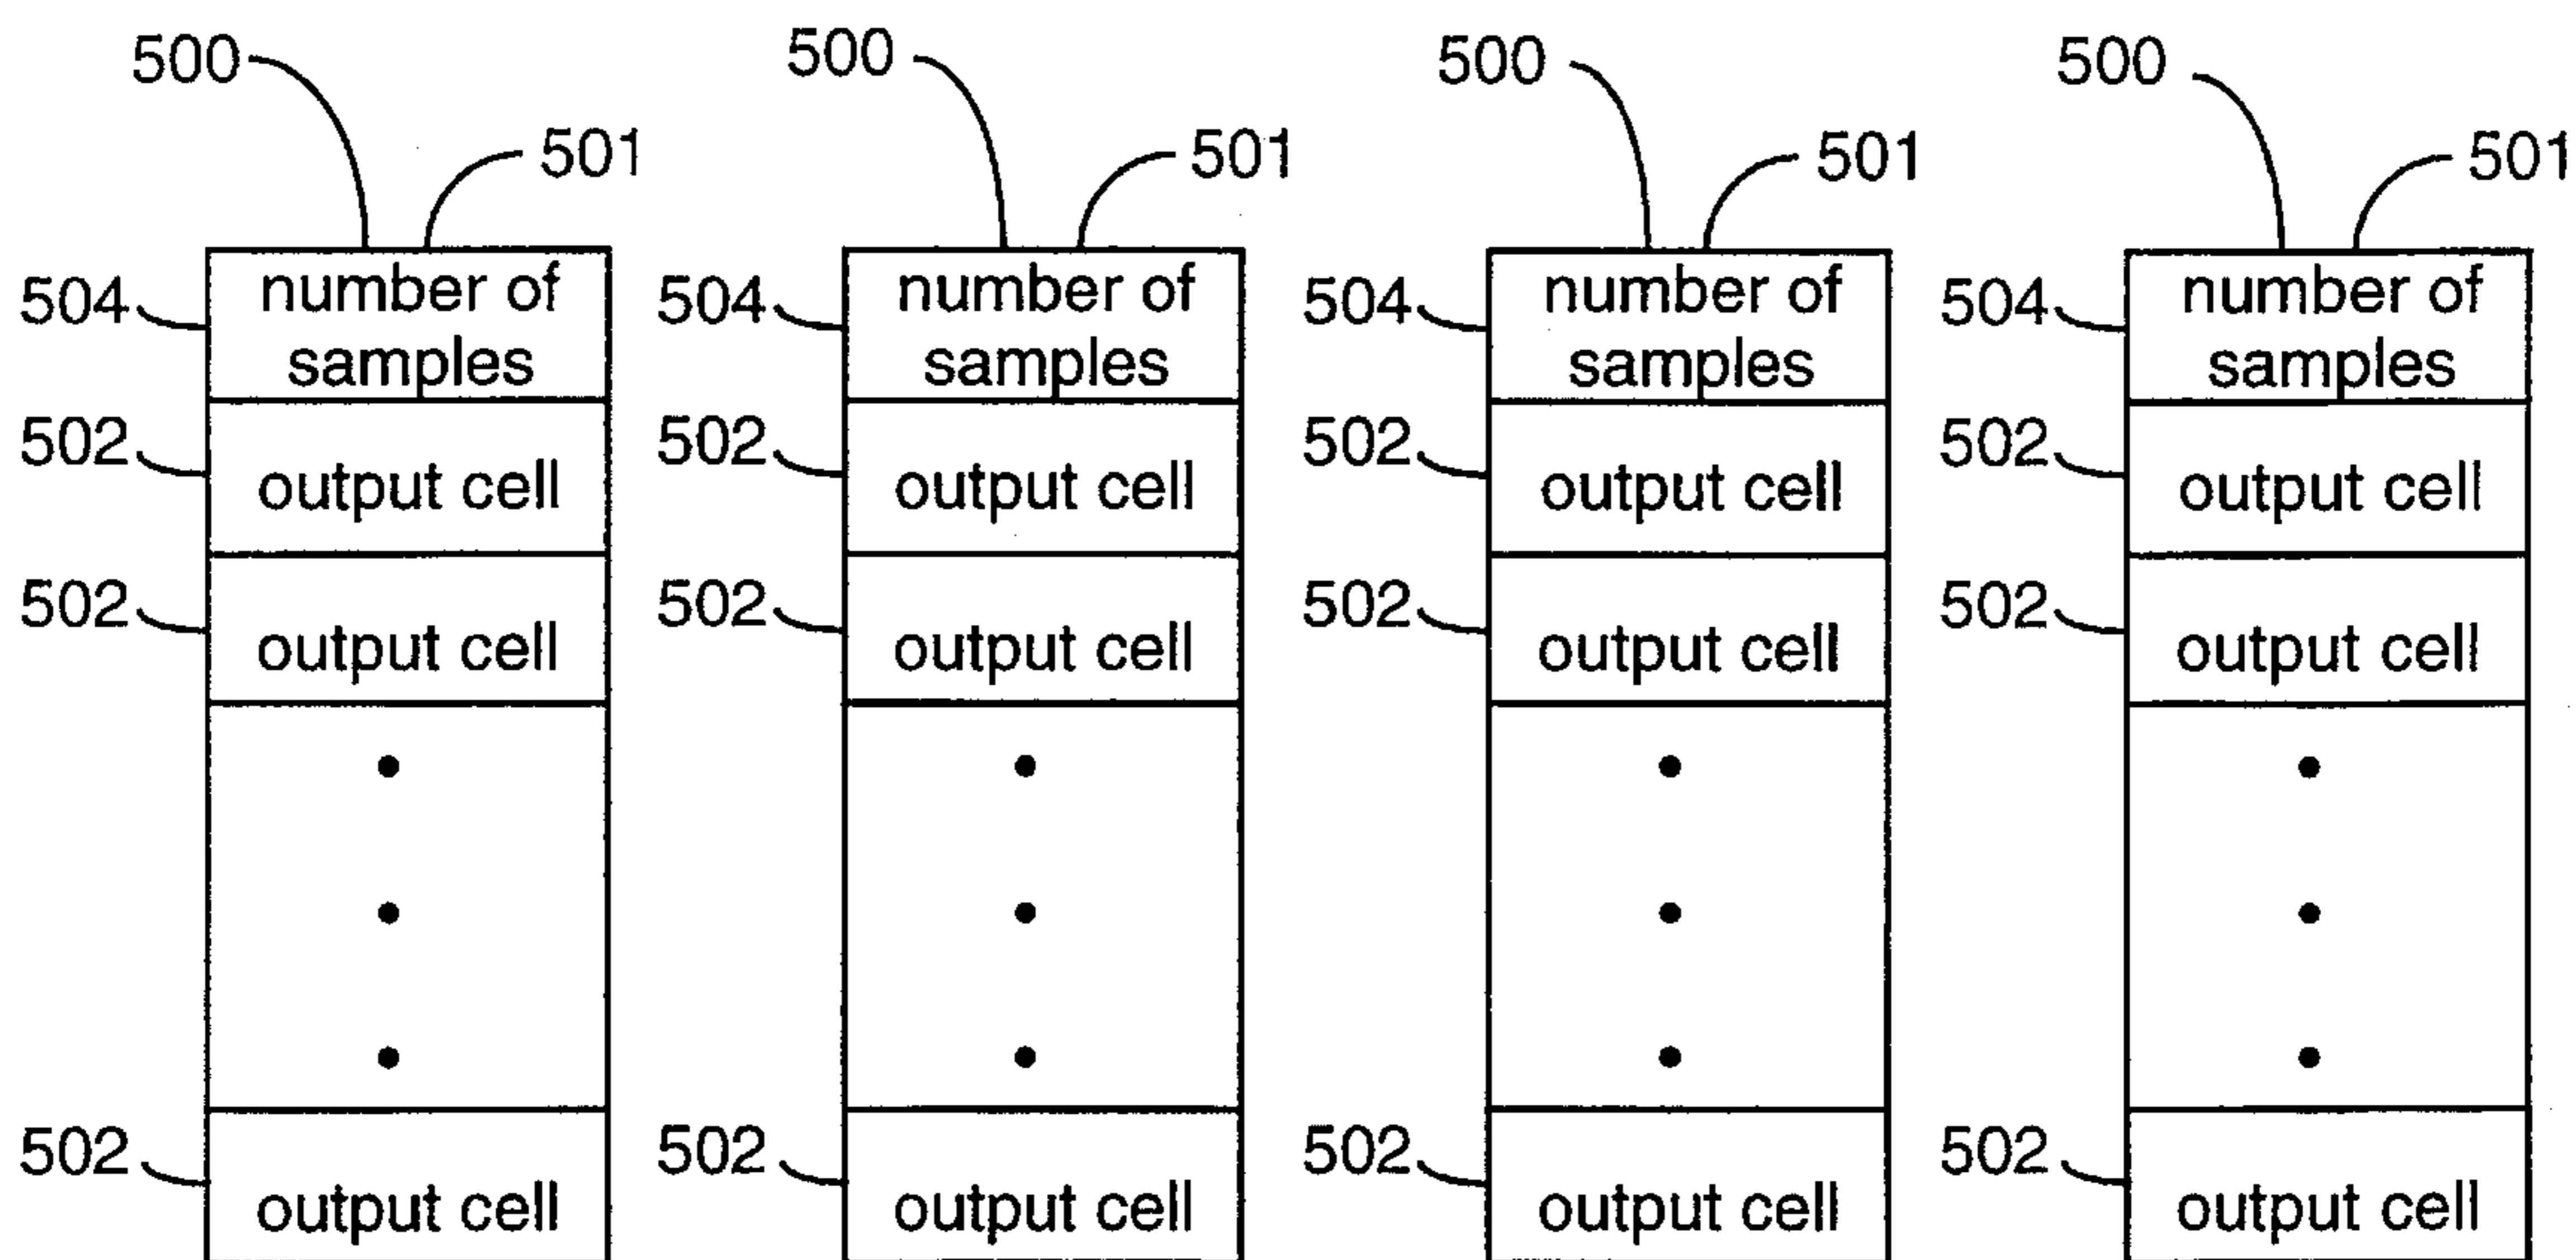 500 500 500 500
501 501 501 501
504 number of 504 number of 504 number of 504 number of
samples samples samples samples
502 502 502 502
output cell output cell output cell output cell
502 502 502 502
output cell output cell output cell output cell
502 502 502 502
output cell output cell output cell output cell